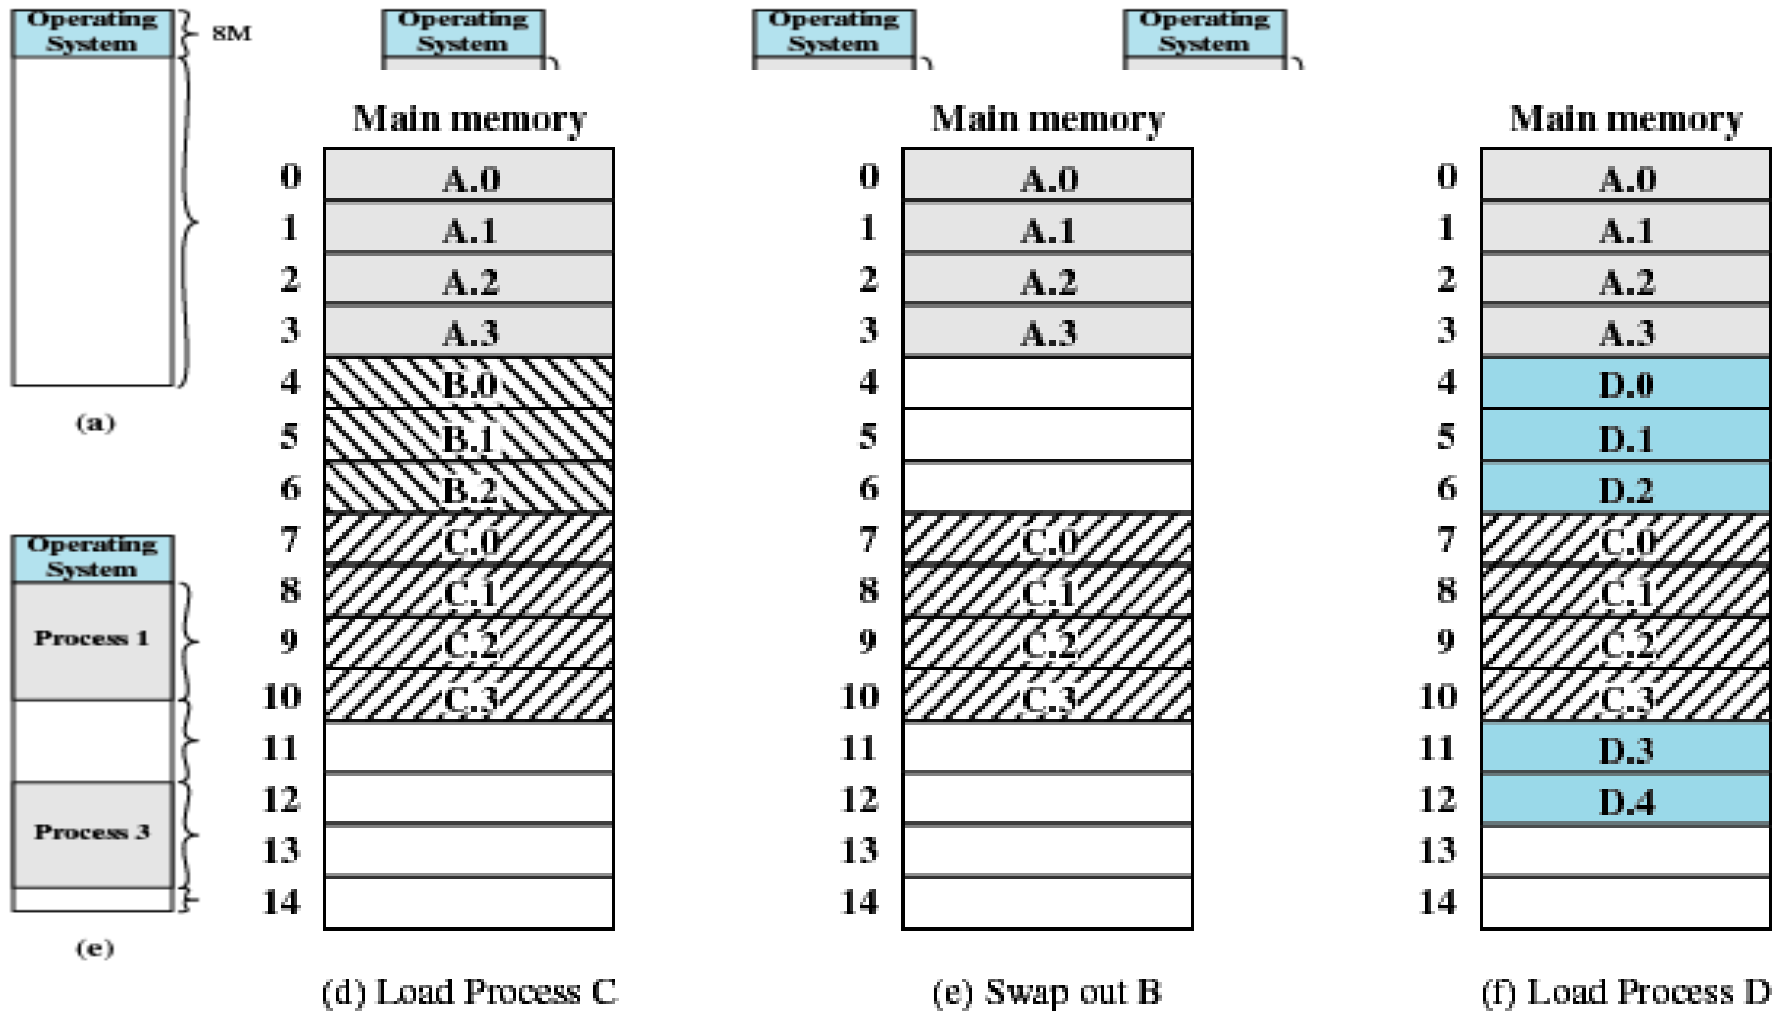 Operating
System
8M
Operating
System
Operating
System
Operating
System
(a)
Operating
System
Process 1
Process 3
(e)
Main memory
0 A.0
1 A.1
2 A.2
3 A.3
4 B.0
5 B.1
6 B.2
7 C.0
8 C.1
9 C.2
10 C.3
11
12
13
14
(d) Load Process C
Main memory
0 A.0
1 A.1
2 A.2
3 A.3
4
5
6
7 C.0
8 C.1
9 C.2
10 C.3
11
12
13
14
(e) Swap out B
Main memory
0 A.0
1 A.1
2 A.2
3 A.3
4 D.0
5 D.1
6 D.2
7 C.0
8 C.1
9 C.2
10 C.3
11 D.3
12 D.4
13
14
(f) Load Process D